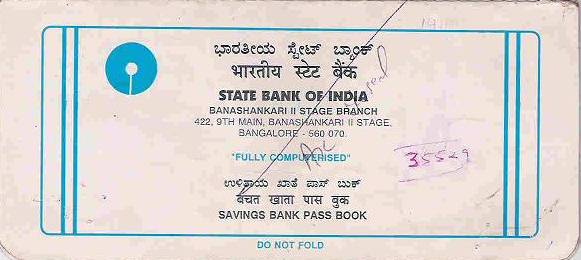 ಭಾರತೀಯ ಸ್ಟೇಟ್ ಬ್ಯಾಂಕ್
भारतीय स्टेट बैंक
STATE BANK OF INDIA
BANASHANKARI II STAGE BRANCH
422, 9TH MAIN, BANASHANKARI II STAGE,
BANGALORE - 560 070.
"FULLY COMPUTERISED"
A/c closed
ಉಳಿತಾಯ ಖಾತೆ ಪಾಸ್ ಬುಕ್
बचत खाता पास बुक
SAVINGS BANK PASS BOOK
DO NOT FOLD